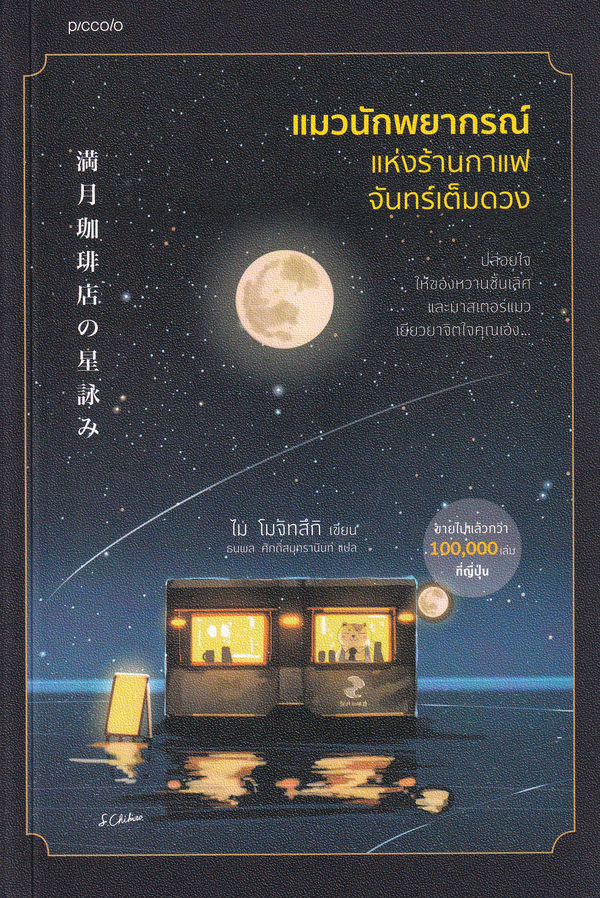 piccolo
แมวนักพยากรณ์
แห่งร้านกาแฟ
จันทร์เต็มดวง
満月珈琲店の星詠み
ปล่อยใจ
ให้ของหวานชั้นเลิศ
และมาสเตอร์แมว
เยียวยาจิตใจคุณเอง...
ไม โมจิทสึกิ เขียน
ธนพล ศักดิ์สมุทรานันท์ แปล
ขายไปแล้วกว่า
100,000 เล่ม
ที่ญี่ปุ่น
S.Chihiro